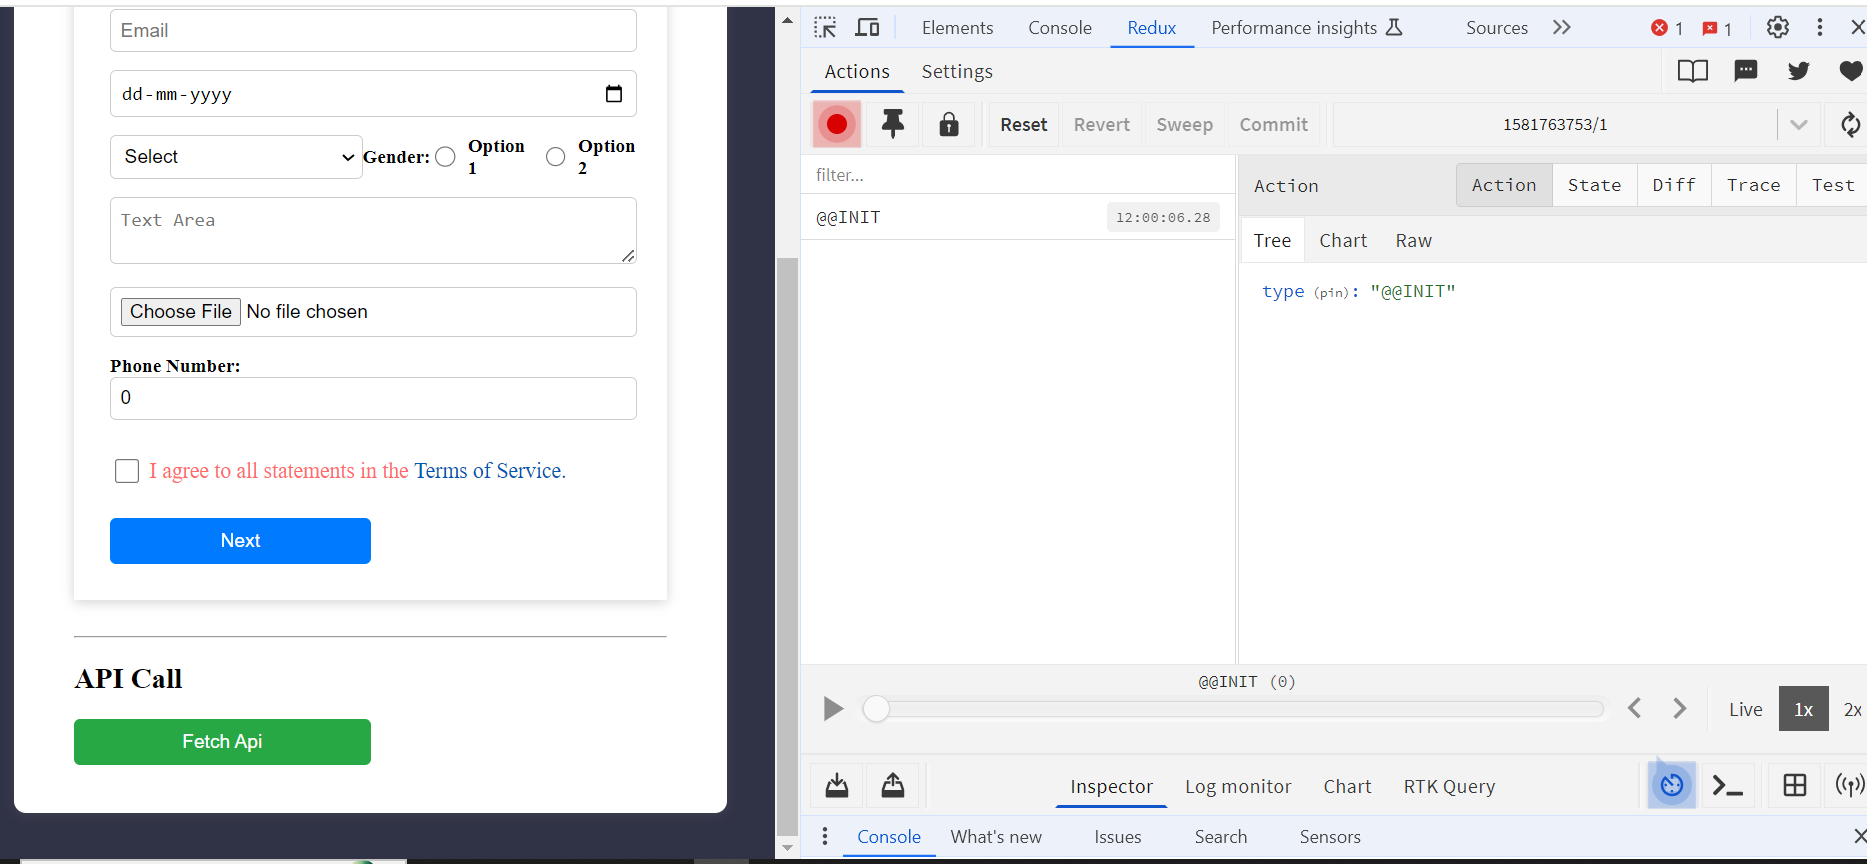 Email
dd-mm-yyyy
Select
Gender:
Option 1
Option 2
Text Area
Choose File No file chosen
Phone Number:
0
I agree to all statements in the Terms of Service.
Next
API Call
Fetch Api
Elements Console Redux Performance insights Sources 1 1
Actions Settings
Reset Revert Sweep Commit 1581763753/1
filter...
@@INIT 12:00:06.28
Action Action State Diff Trace Test
Tree Chart Raw
type (pin): "@@INIT"
@@INIT (0)
Live 1x 2x
Inspector Log monitor Chart RTK Query
Console What's new Issues Search Sensors